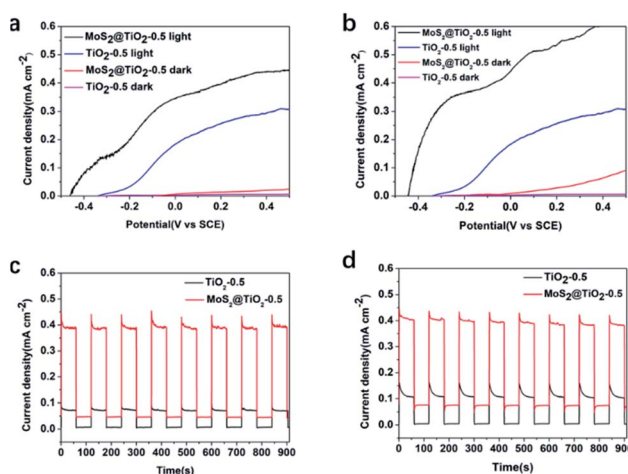 a
MoS2@TiO2-0.5 light
TiO2-0.5 light
MoS2@TiO2-0.5 dark
TiO2-0.5 dark
Current density(mA cm-2)
0.6
0.5
0.4
0.3
0.2
0.1
0.0
-0.4 -0.2 0.0 0.2 0.4
Potential(V vs SCE)
b
MoS2@TiO2-0.5 light
TiO2-0.5 light
MoS2@TiO2-0.5 dark
TiO2-0.5 dark
Current density(mA cm-2)
0.6
0.5
0.4
0.3
0.2
0.1
0.0
-0.4 -0.2 0.0 0.2 0.4
Potential(V vs SCE)
c
TiO2-0.5
MoS2@TiO2-0.5
Current density(mA cm-2)
0.6
0.5
0.4
0.3
0.2
0.1
0.0
0 100 200 300 400 500 600 700 800 900
Time(s)
d
TiO2-0.5
MoS2@TiO2-0.5
Current density(mA cm-2)
0.6
0.5
0.4
0.3
0.2
0.1
0.0
0 100 200 300 400 500 600 700 800 900
Time(s)